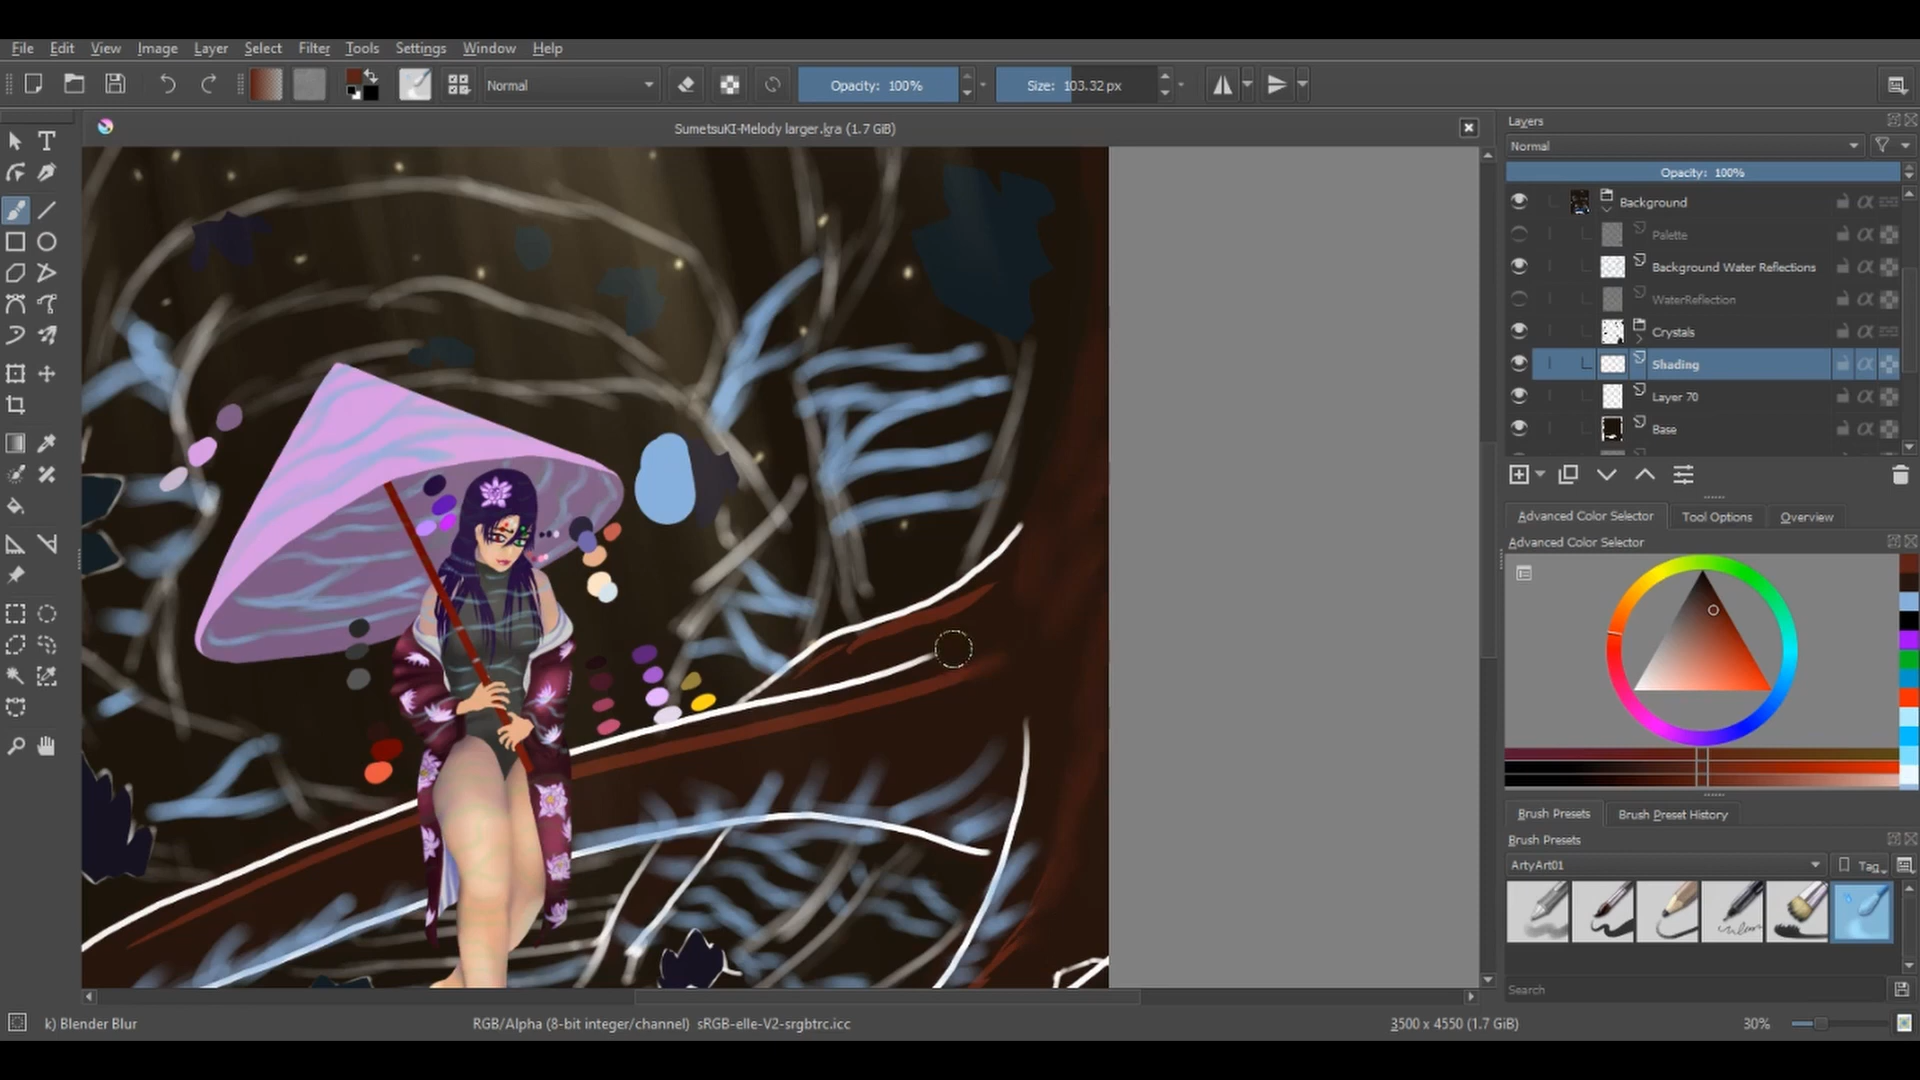 File Edit View Image Layer Select Filter Tools Settings Window Help
Normal Opacity: 100% Size: 103.32 px
SumetsuKI-Melody larger.kra (1.7 GiB)
Layers
Normal
Opacity: 100%
Background
Palette
Background Water Reflections
WaterReflection
Crystals
Shading
Layer 70
Base
Advanced Color Selector Tool Options Overview
Advanced Color Selector
Brush Presets Brush Preset History
Brush Presets
ArtyArt01 Tag
Search
k) Blender Blur RGB/Alpha (8-bit integer/channel) sRGB-elle-V2-srgbtrc.icc 3500 x 4550 (1.7 GiB) 30%